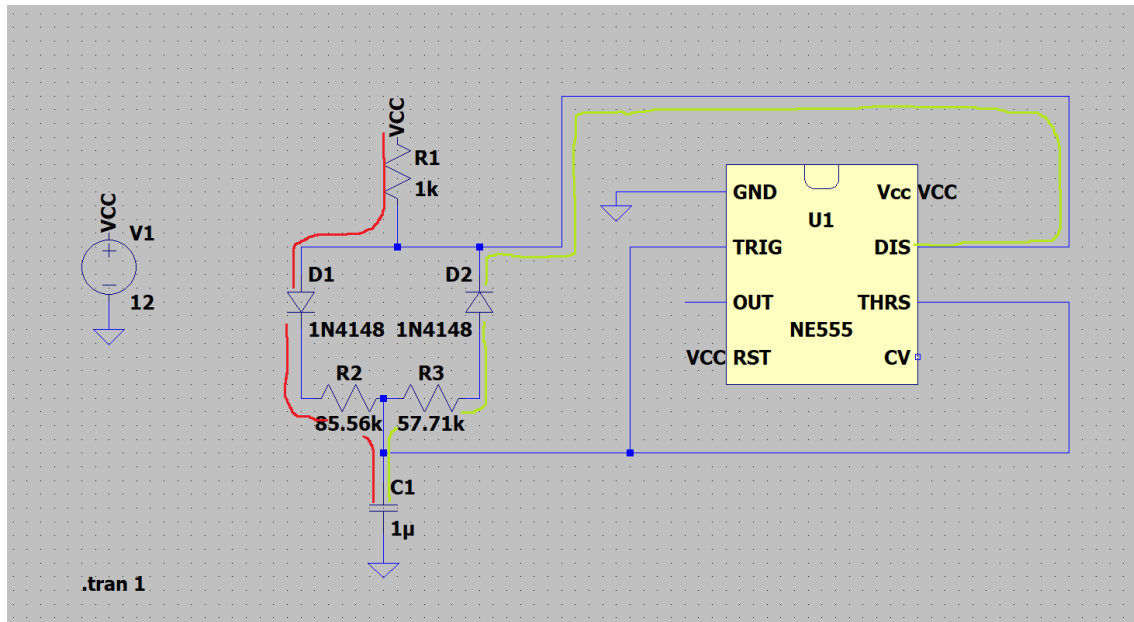 VCC
R1
1k
VCC
V1
12
D1
D2
1N4148
1N4148
R2
R3
85.56k
57.71k
C1
1µ
GND
Vcc
VCC
U1
TRIG
DIS
OUT
THRS
NE555
VCC
RST
CV
.tran 1